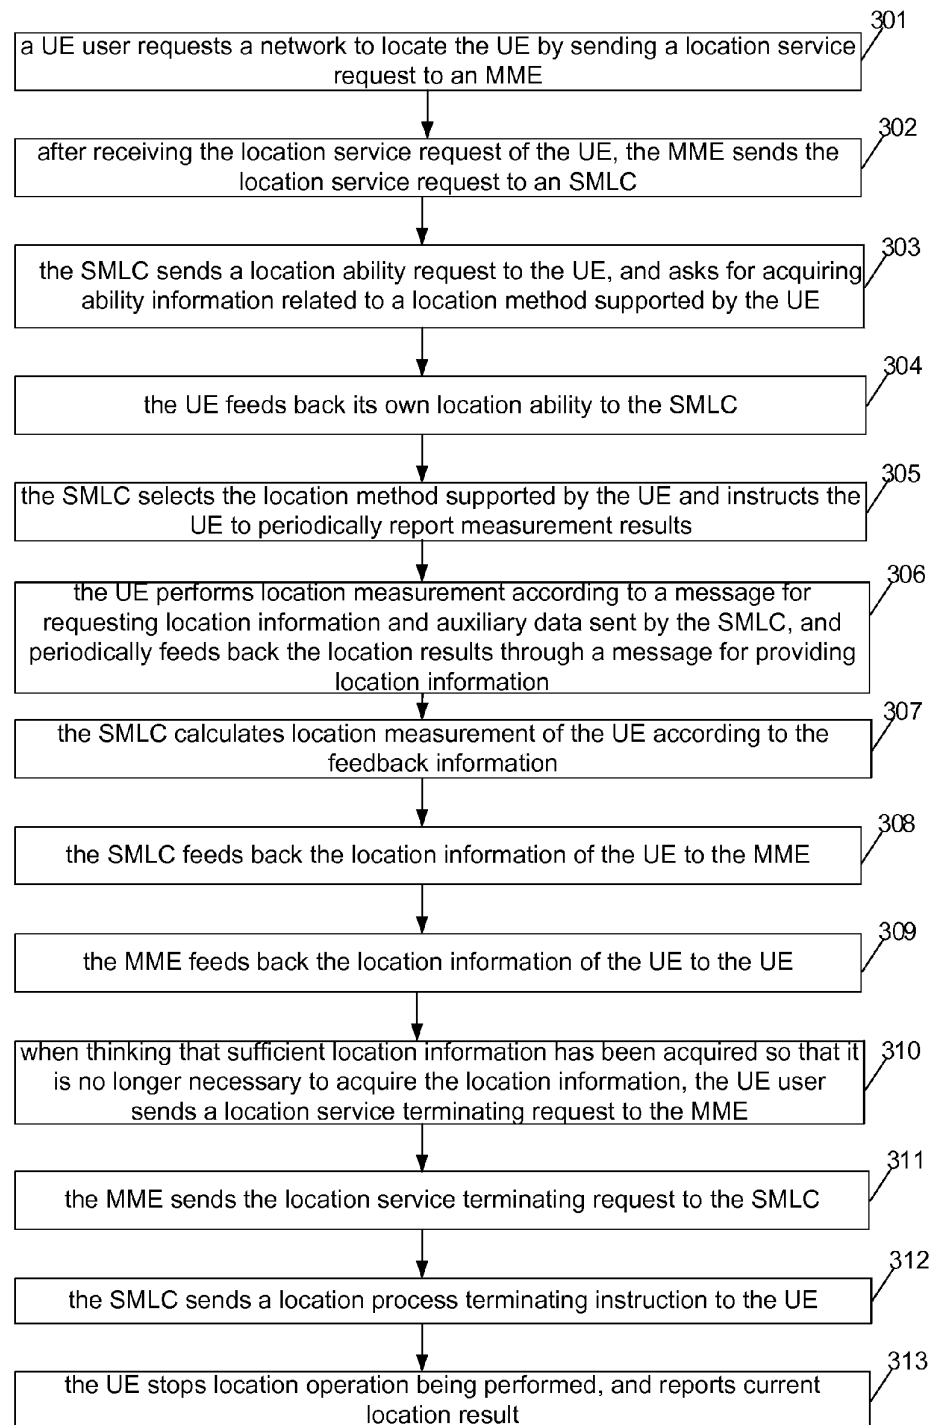 301
a UE user requests a network to locate the UE by sending a location service
request to an MME
302
after receiving the location service request of the UE, the MME sends the
location service request to an SMLC
303
the SMLC sends a location ability request to the UE, and asks for acquiring
ability information related to a location method supported by the UE
304
the UE feeds back its own location ability to the SMLC
305
the SMLC selects the location method supported by the UE and instructs the
UE to periodically report measurement results
306
the UE performs location measurement according to a message for
requesting location information and auxiliary data sent by the SMLC, and
periodically feeds back the location results through a message for providing
location information
307
the SMLC calculates location measurement of the UE according to the
feedback information
308
the SMLC feeds back the location information of the UE to the MME
309
the MME feeds back the location information of the UE to the UE
310
when thinking that sufficient location information has been acquired so that it
is no longer necessary to acquire the location information, the UE user
sends a location service terminating request to the MME
311
the MME sends the location service terminating request to the SMLC
312
the SMLC sends a location process terminating instruction to the UE
313
the UE stops location operation being performed, and reports current
location result